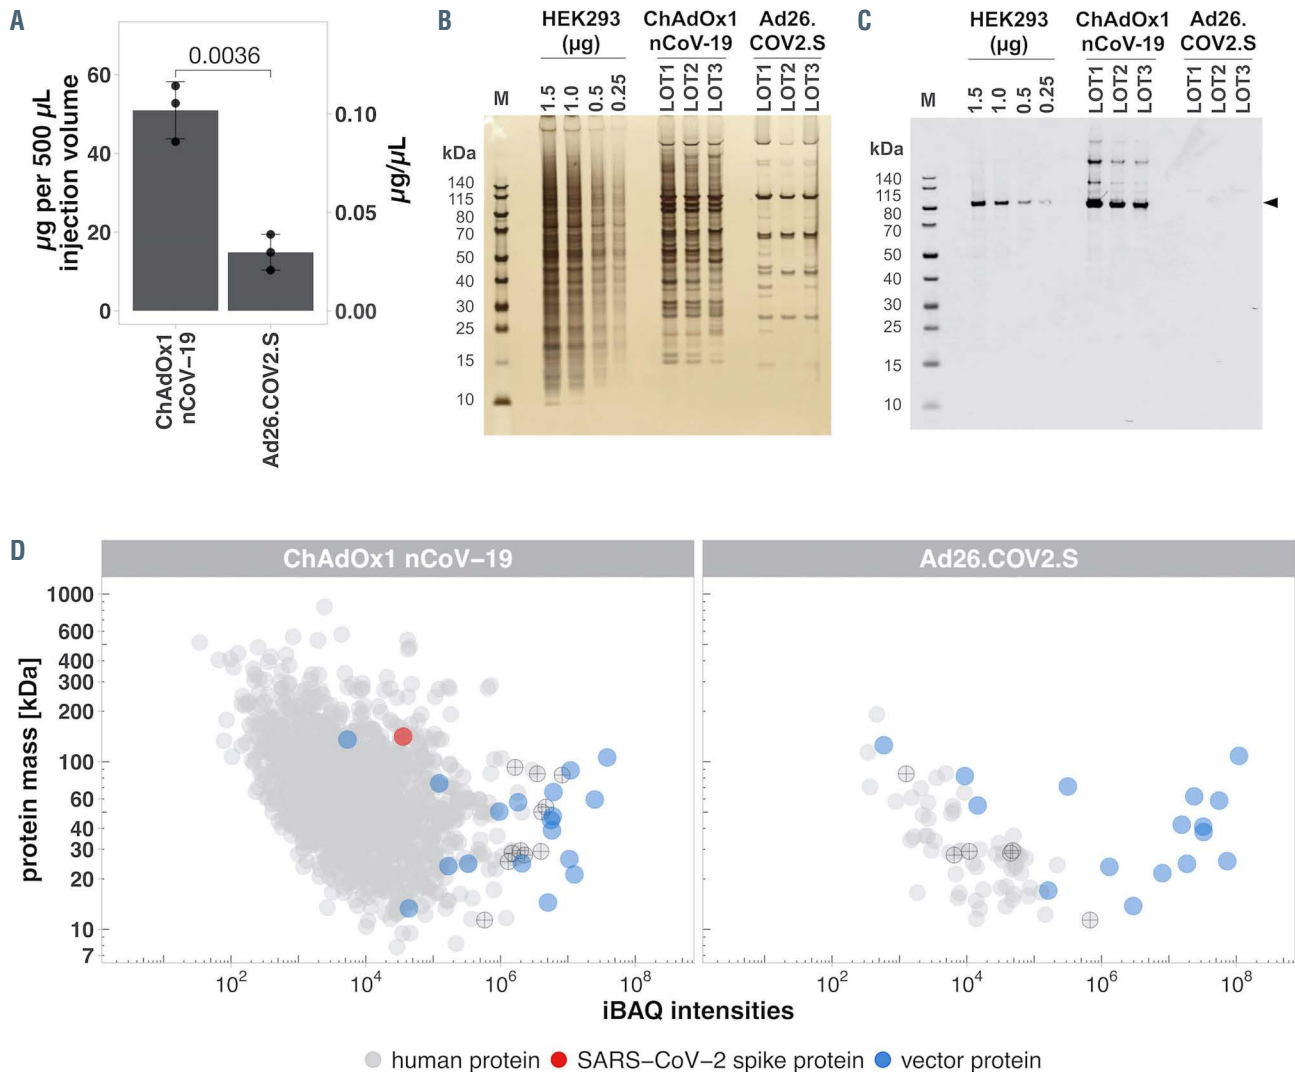 A
0.0036
60
40
20
0
µg per 500 µL
injection volume
0.10
0.05
0.00
µg/µL
ChAdOx1
nCoV−19
Ad26.COV2.S
B
HEK293
(µg)
ChAdOx1
nCoV-19
Ad26.
COV2.S
M
1.5
1.0
0.5
0.25
LOT1
LOT2
LOT3
LOT1
LOT2
LOT3
kDa
140
115
80
70
50
40
30
25
15
10
C
HEK293
(µg)
ChAdOx1
nCoV-19
Ad26.
COV2.S
M
1.5
1.0
0.5
0.25
LOT1
LOT2
LOT3
LOT1
LOT2
LOT3
kDa
140
115
80
70
50
40
30
25
15
10
D
ChAdOx1 nCoV−19
Ad26.COV2.S
protein mass [kDa]
1000
600
400
300
200
100
60
40
30
20
10
7
10²
10⁴
10⁶
10⁸
10²
10⁴
10⁶
10⁸
iBAQ intensities
human protein
SARS−CoV−2 spike protein
vector protein